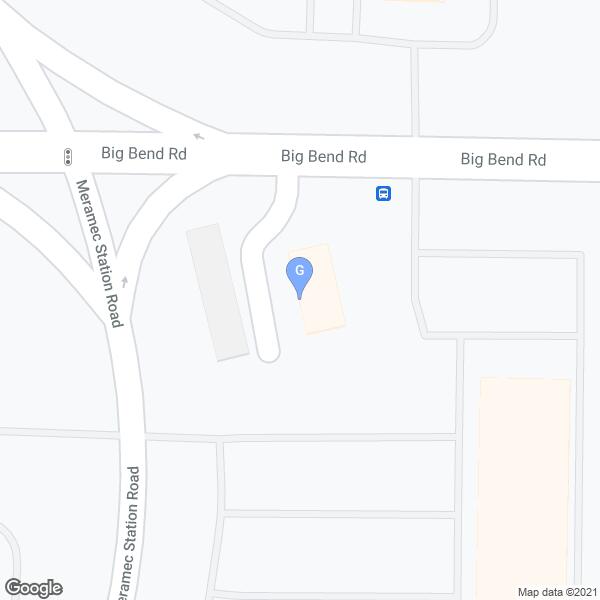 Big Bend Rd
Big Bend Rd
Big Bend Rd
Meramec Station Road
G
Meramec Station Road
Google
Map data ©2021